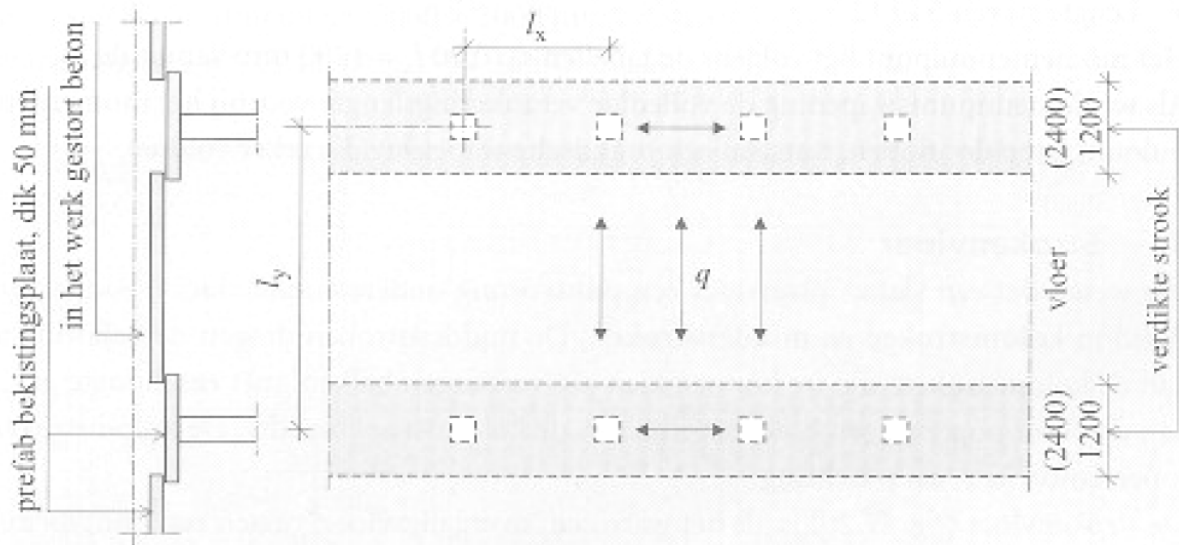 prefab-bekistingsplaat, dik 50 mm
in het werk gestort beton
lx
ly
q
(2400)
1200
vloer
(2400)
1200
verdikte strook